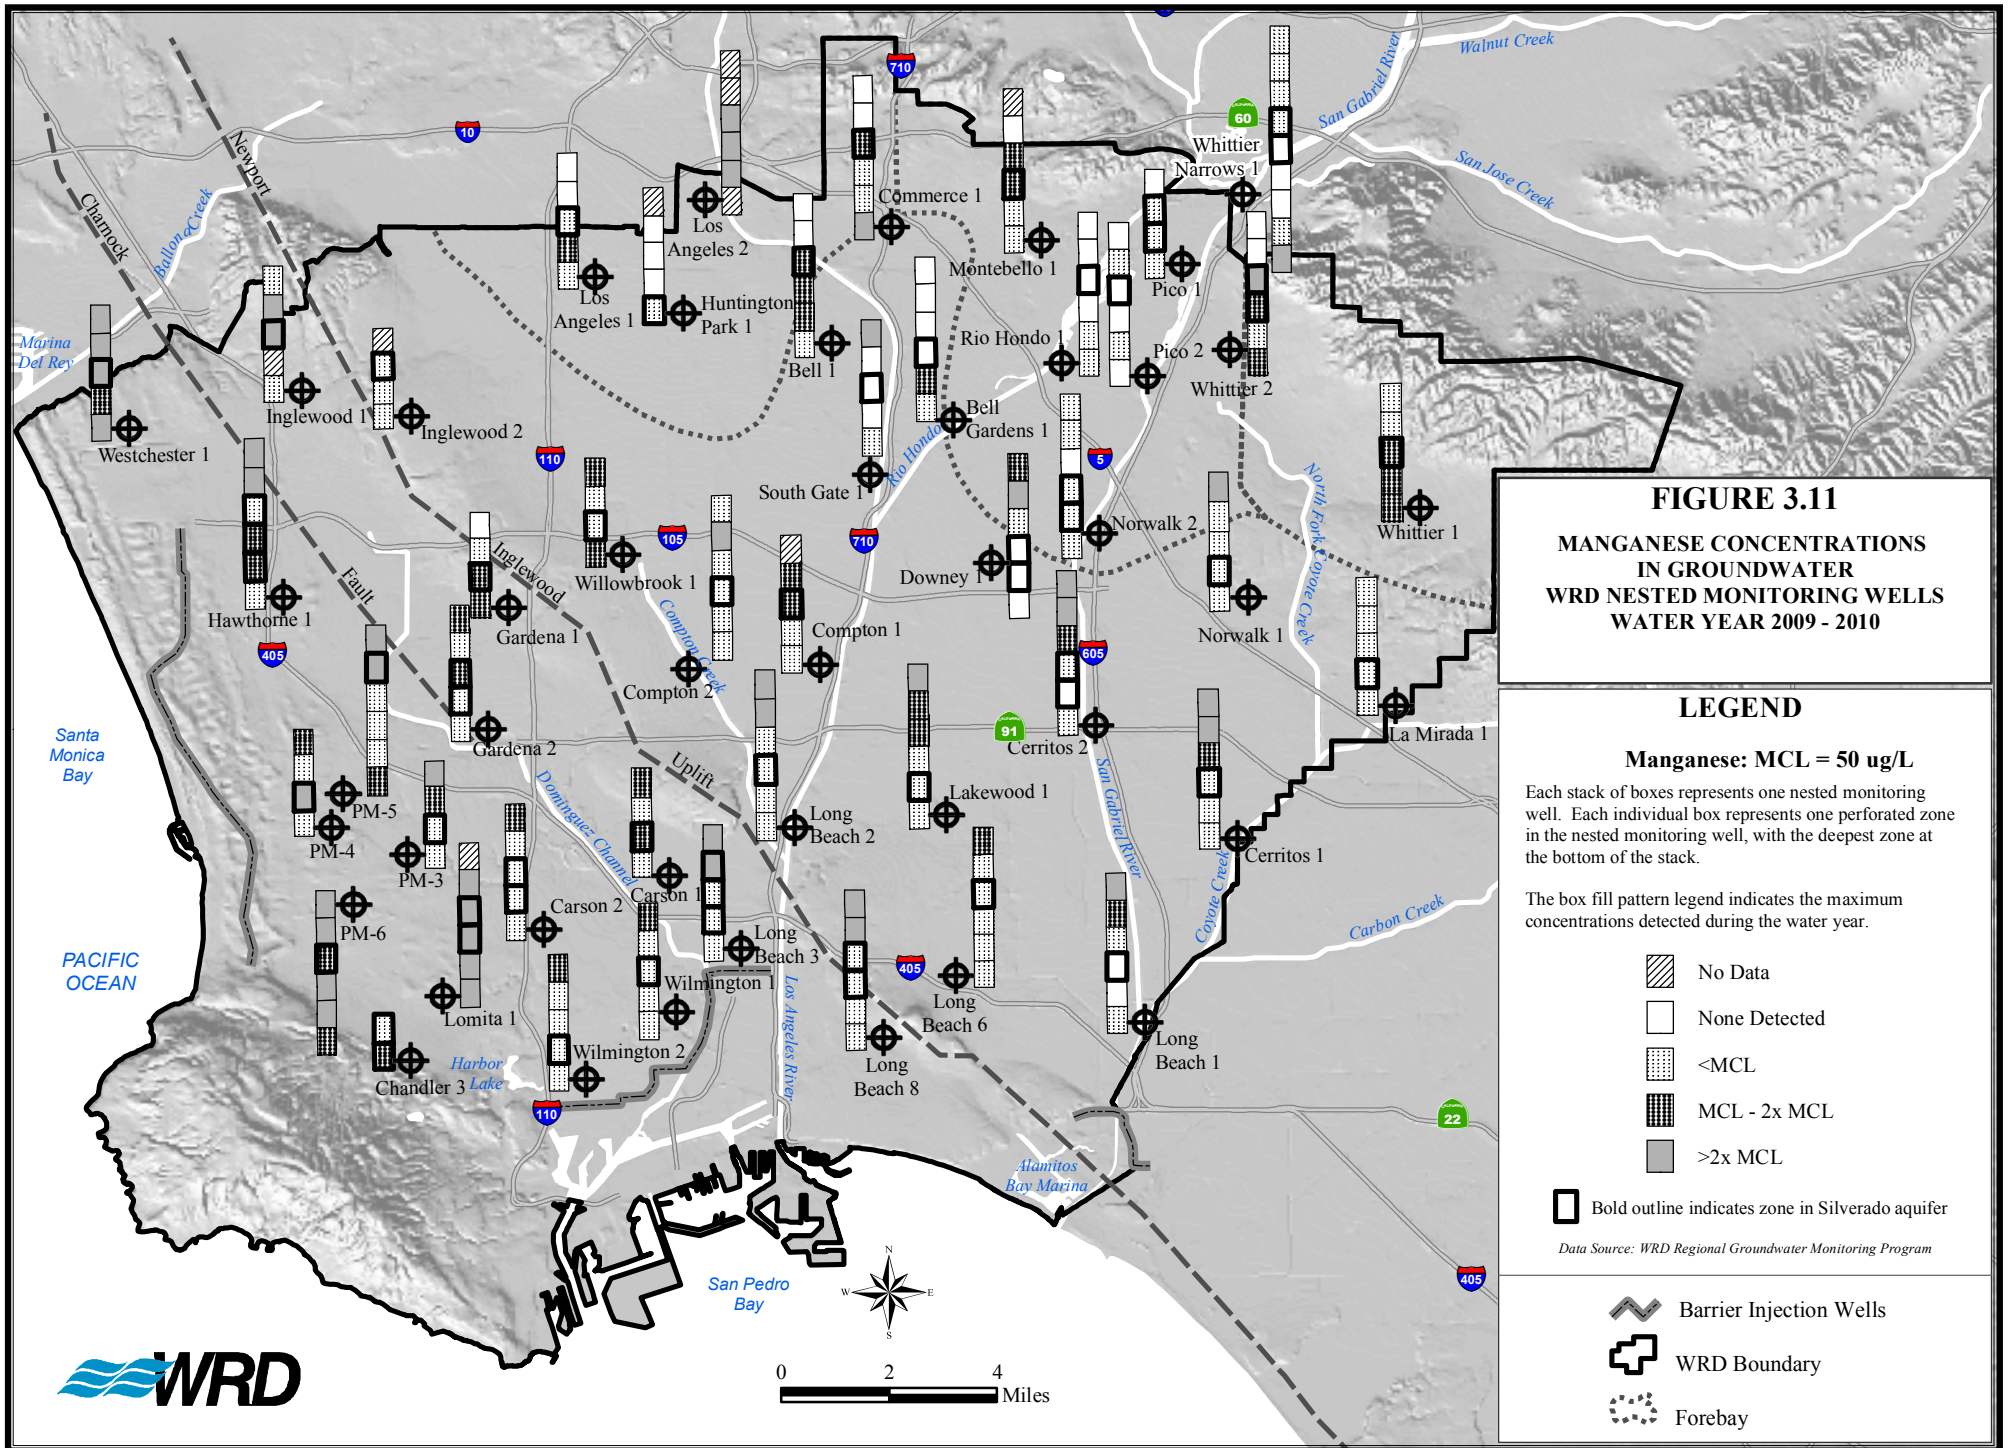 FIGURE 3.11
MANGANESE CONCENTRATIONS
IN GROUNDWATER
WRD NESTED MONITORING WELLS
WATER YEAR 2009 - 2010
LEGEND
Manganese: MCL = 50 ug/L
Each stack of boxes represents one nested monitoring
well. Each individual box represents one perforated zone
in the nested monitoring well, with the deepest zone at
the bottom of the stack.
The box fill pattern legend indicates the maximum
concentrations detected during the water year.
No Data
None Detected
<MCL
MCL - 2x MCL
>2x MCL
Bold outline indicates zone in Silverado aquifer
Data Source: WRD Regional Groundwater Monitoring Program
Barrier Injection Wells
WRD Boundary
Forebay
710
Walnut Creek
San Gabriel River
CALIFORNIA
60
10
Newport
Whittier
Narrows 1
San Jose Creek
Charnock
Ballona Creek
Los
Angeles 2
Commerce 1
Montebello 1
Pico 1
Los
Angeles 1
Huntington
Park 1
Marina
Del Rey
Bell 1
Rio Hondo 1
Pico 2
Whittier 2
Inglewood 1
Inglewood 2
Westchester 1
Bell
Gardens 1
Rio Hondo
110
5
South Gate 1
North Fork Coyote Creek
Whittier 1
Norwalk 2
105
710
Inglewood
Willowbrook 1
Fault
Downey 1
Hawthorne 1
Gardena 1
Compton Creek
Compton 1
Norwalk 1
405
605
Compton 2
Santa
Monica
Bay
Gardena 2
CALIFORNIA
91
Cerritos 2
La Mirada 1
Uplift
Dominguez Channel
San Gabriel River
PM-5
PM-4
Lakewood 1
Long
Beach 2
PM-3
Cerritos 1
Coyote Creek
Carson 1
Carson 2
PM-6
Carbon Creek
Long
Beach 3
PACIFIC
OCEAN
405
Wilmington 1
Los Angeles River
Lomita 1
Long
Beach 6
Long
Beach 1
Wilmington 2
Harbor
Lake
Chandler 3
Long
Beach 8
110
CALIFORNIA
22
Alamitos
Bay Marina
San Pedro
Bay
N
W
E
S
405
WRD
0 2 4
Miles